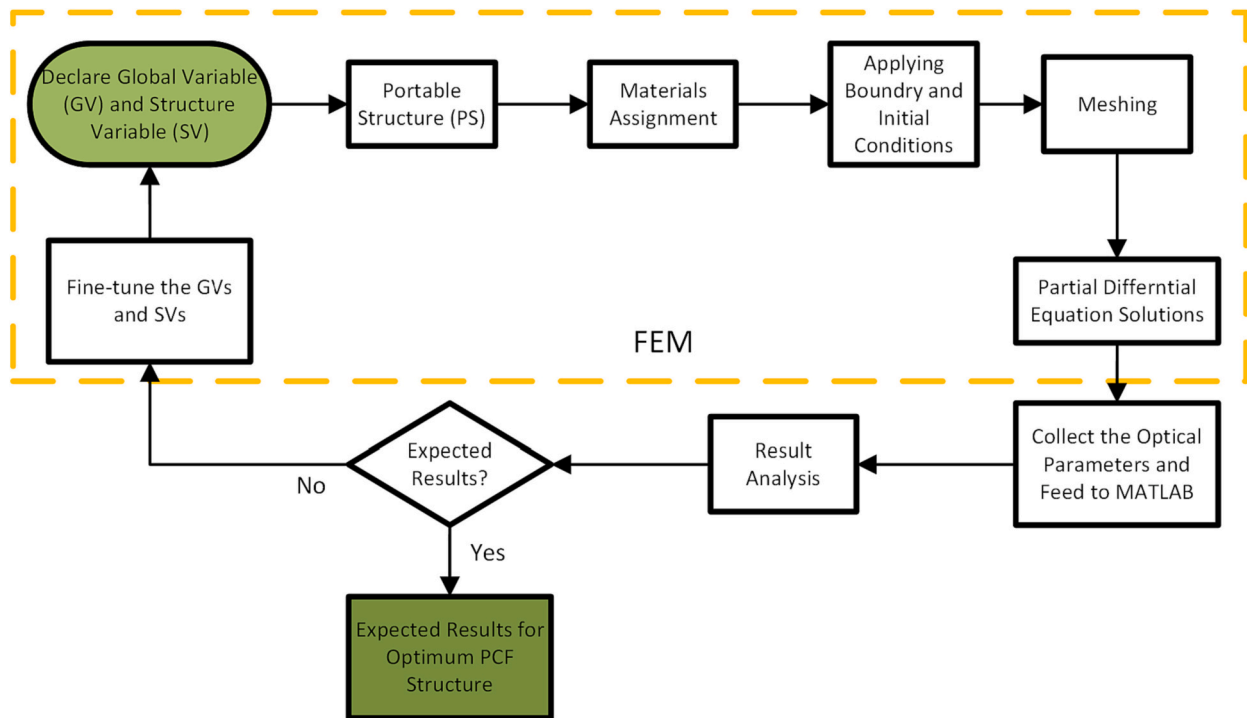 Declare Global Variable
(GV) and Structure
Variable (SV)
Portable
Structure (PS)
Materials
Assignment
Applying
Boundry and
Initial
Conditions
Meshing
Fine-tune the GVs
and SVs
Partial Differntial
Equation Solutions
FEM
Expected
Results?
Result
Analysis
Collect the Optical
Parameters and
Feed to MATLAB
No
Yes
Expected Results for
Optimum PCF
Structure